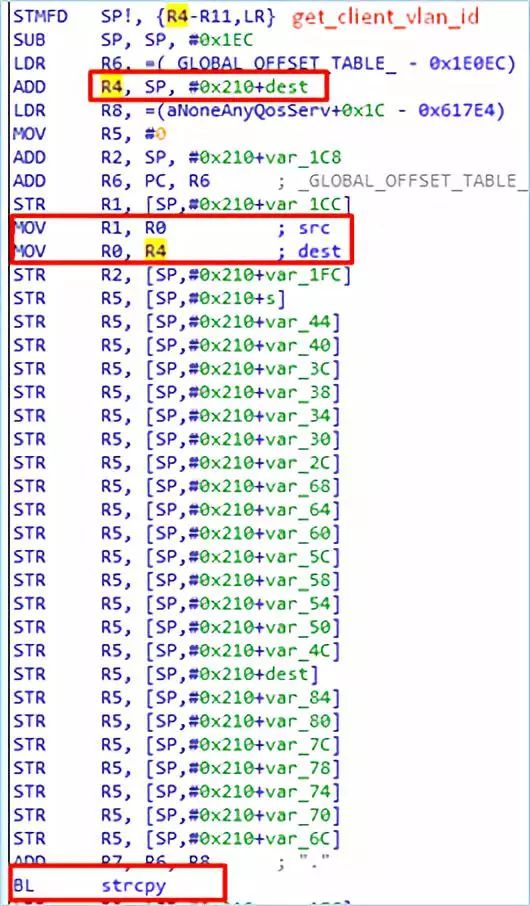 STMFD SP!, {R4-R11,LR} get_client_vlan_id
SUB SP, SP, #0x1EC
LDR R6, =(_GLOBAL_OFFSET_TABLE_ - 0x1E0EC)
ADD R4, SP, #0x210+dest
LDR R8, =(aNoneAnyQosServ+0x1C - 0x617E4)
MOV R5, #0
ADD R2, SP, #0x210+var_1C8
ADD R6, PC, R6 ; _GLOBAL_OFFSET_TABLE_
STR R1, [SP,#0x210+var_1CC]
MOV R1, R0 ; src
MOV R0, R4 ; dest
STR R2, [SP,#0x210+var_1FC]
STR R5, [SP,#0x210+s]
STR R5, [SP,#0x210+var_44]
STR R5, [SP,#0x210+var_40]
STR R5, [SP,#0x210+var_3C]
STR R5, [SP,#0x210+var_38]
STR R5, [SP,#0x210+var_34]
STR R5, [SP,#0x210+var_30]
STR R5, [SP,#0x210+var_2C]
STR R5, [SP,#0x210+var_68]
STR R5, [SP,#0x210+var_64]
STR R5, [SP,#0x210+var_60]
STR R5, [SP,#0x210+var_5C]
STR R5, [SP,#0x210+var_58]
STR R5, [SP,#0x210+var_54]
STR R5, [SP,#0x210+var_50]
STR R5, [SP,#0x210+var_4C]
STR R5, [SP,#0x210+dest]
STR R5, [SP,#0x210+var_84]
STR R5, [SP,#0x210+var_80]
STR R5, [SP,#0x210+var_7C]
STR R5, [SP,#0x210+var_78]
STR R5, [SP,#0x210+var_74]
STR R5, [SP,#0x210+var_70]
STR R5, [SP,#0x210+var_6C]
ADD R7, R6, R8 ; "."
BL strcpy